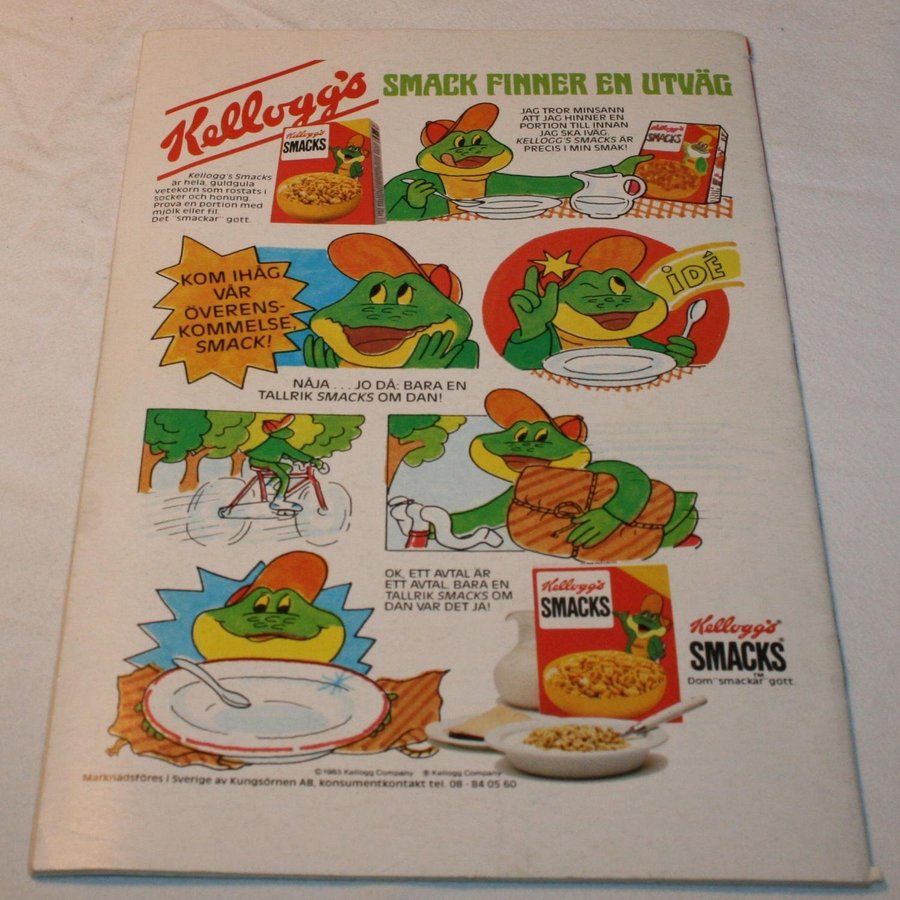 Kellogg's
SMACK FINNER EN UTVÄG
Kellogg's
SMACKS
Kellogg's Smacks
är hela, guldgula
vetekorn som rostats i
socker och honung.
Prova en portion med
mjölk eller fil.
Det "smackar" gott.
JAG TROR MINSANN
ATT JAG HINNER EN
PORTION TILL INNAN
JAG SKA IVÄG.
KELLOGG'S SMACKS ÄR
PRECIS I MIN SMAK!
Kellogg's
SMACKS
KOM IHÅG
VÅR
ÖVERENS-
KOMMELSE,
SMACK!
iDÉ
NÅJA . . . JO DÅ: BARA EN
TALLRIK SMACKS OM DAN!
OK, ETT AVTAL ÄR
ETT AVTAL. BARA EN
TALLRIK SMACKS OM
DAN VAR DET JA!
Kellogg's
SMACKS
Kellogg's
SMACKS
TM
Dom "smackar" gott.
© 1983 Kellogg Company ® Kellogg Company
Marknadsföres i Sverige av Kungsörnen AB, konsumentkontakt tel. 08 - 84 05 60